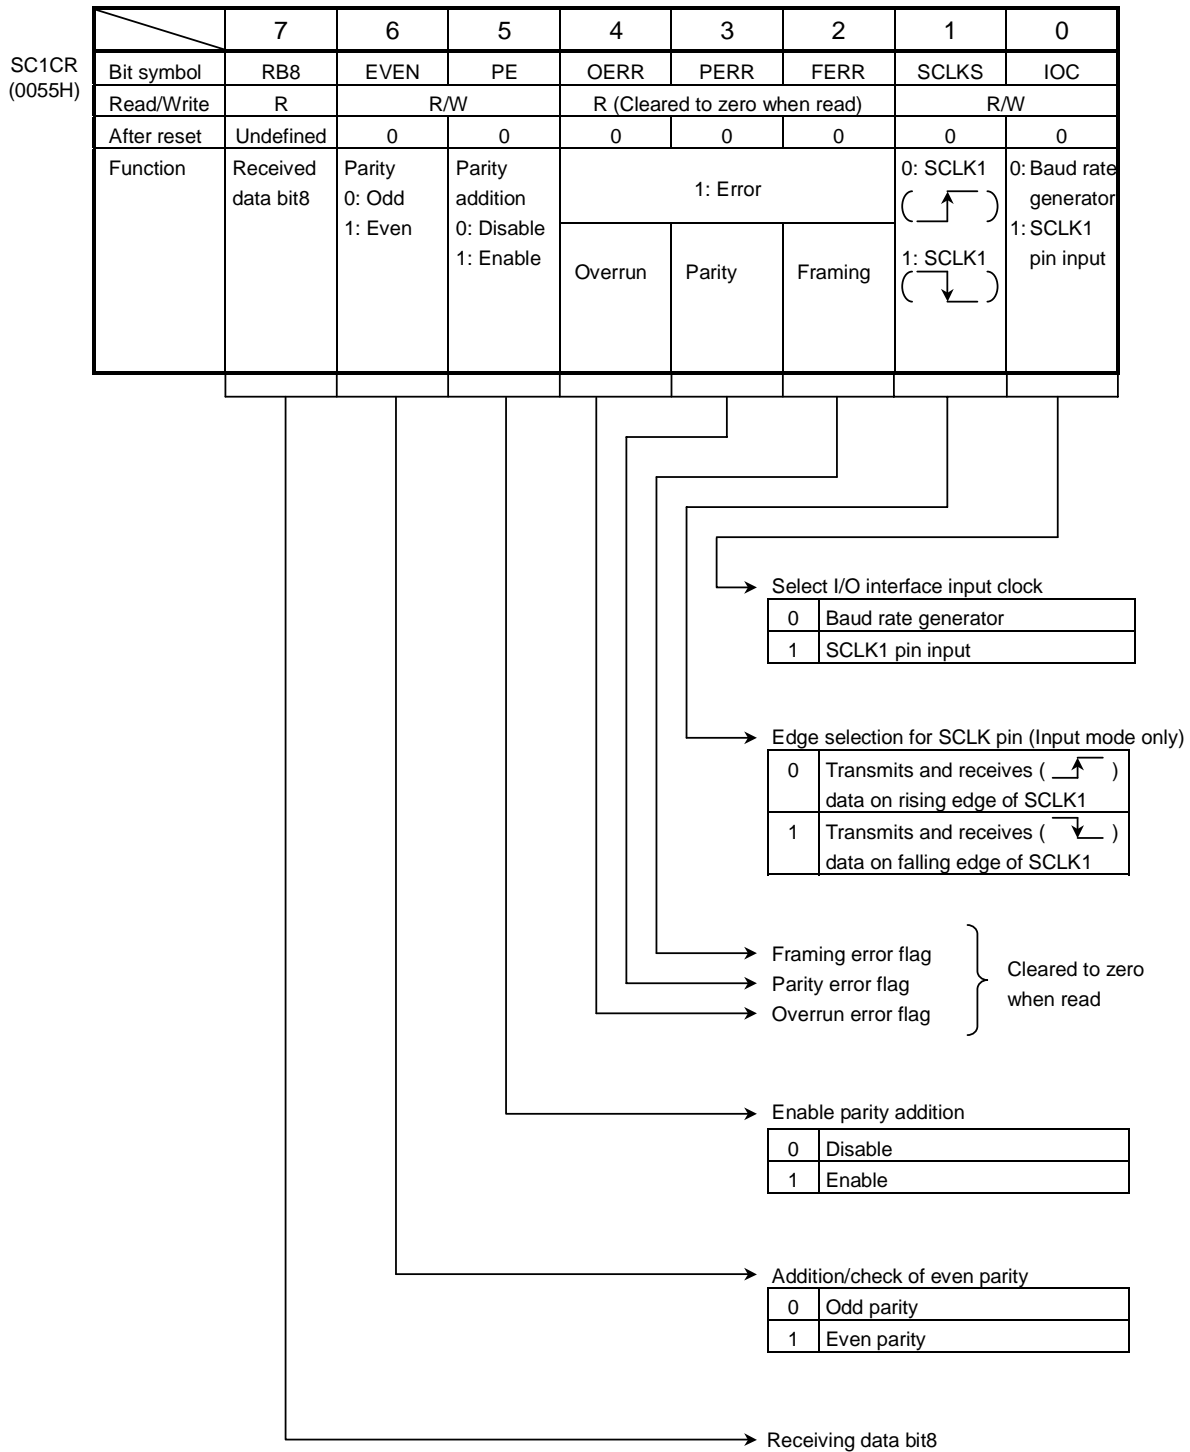 7 6 5 4 3 2 1 0
SC1CR
(0055H)
Bit symbol RB8 EVEN PE OERR PERR FERR SCLKS IOC
Read/Write R R/W R (Cleared to zero when read) R/W
After reset Undefined 0 0 0 0 0 0 0
Function
Received
data bit8
Parity
0: Odd
1: Even
Parity
addition
0: Disable
1: Enable
1: Error
Overrun Parity Framing
0: SCLK1
( )
1: SCLK1
( )
0: Baud rate
generator
1: SCLK1
pin input
Select I/O interface input clock
0 Baud rate generator
1 SCLK1 pin input
Edge selection for SCLK pin (Input mode only)
0 Transmits and receives ( )
data on rising edge of SCLK1
1 Transmits and receives ( )
data on falling edge of SCLK1
Framing error flag
Parity error flag
Overrun error flag
Cleared to zero
when read
Enable parity addition
0 Disable
1 Enable
Addition/check of even parity
0 Odd parity
1 Even parity
Receiving data bit8